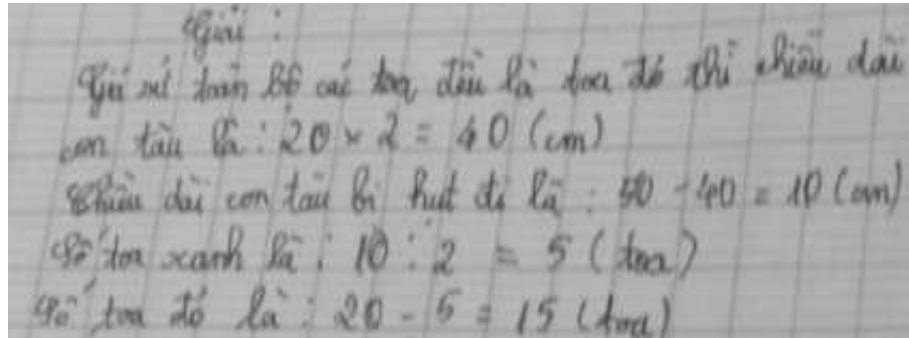 Giải :
Giả sử toàn bộ các toa đều là toa đỏ thì chiều dài
con tàu là : 20 x 2 = 40 (cm)
Chiều dài con tàu bị hụt đi là : 50 - 40 = 10 (cm)
Số toa xanh là : 10 : 2 = 5 (toa)
Số toa đỏ là : 20 - 5 = 15 (toa)